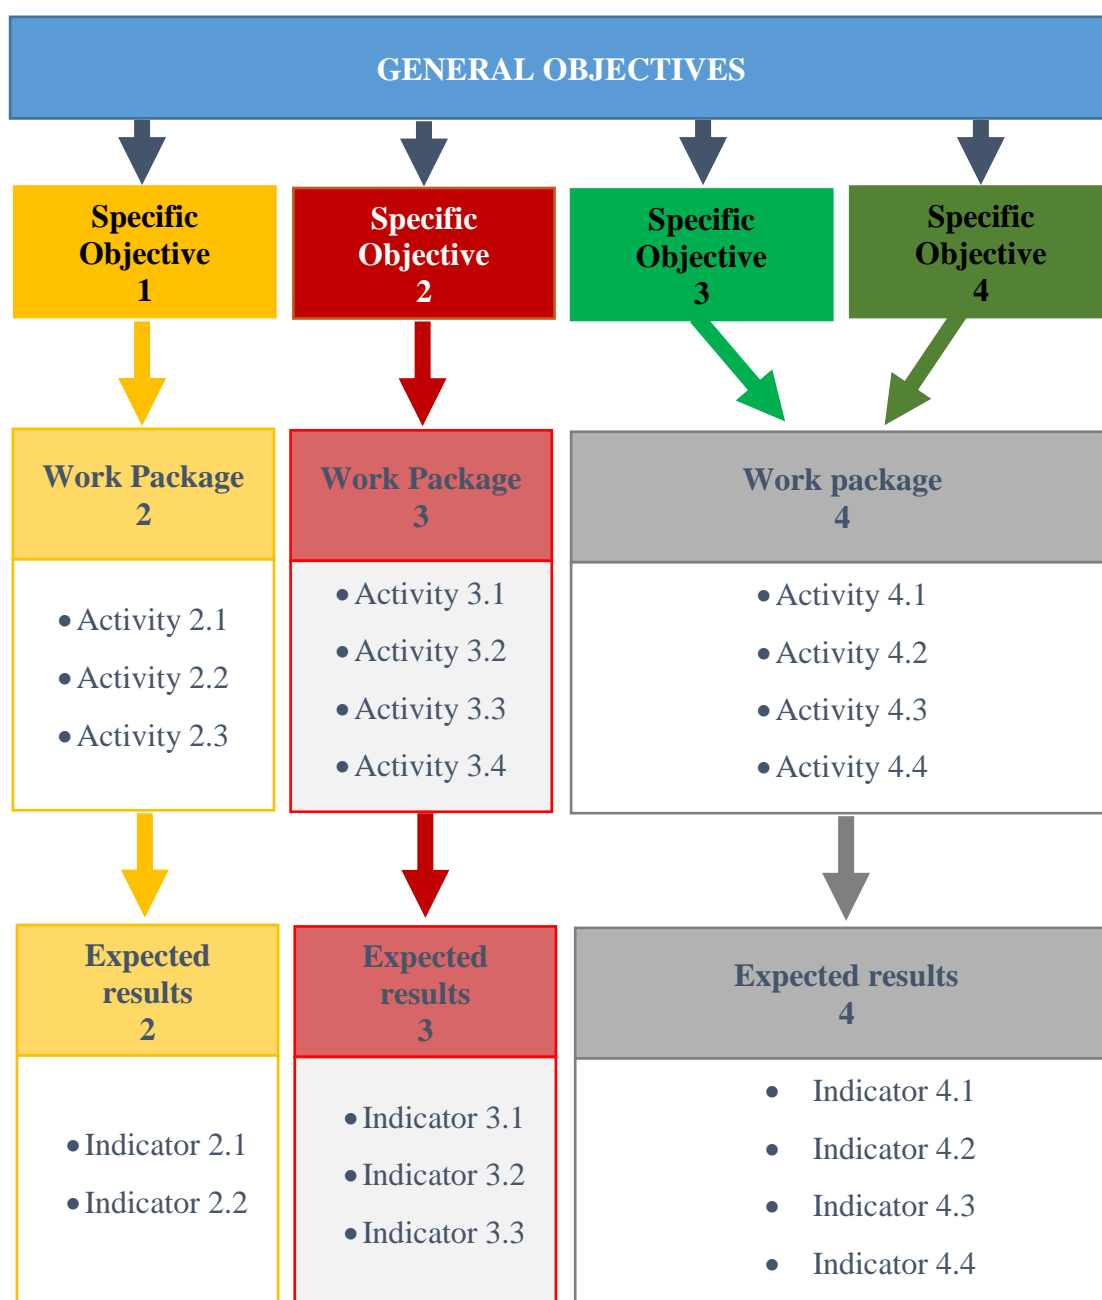 GENERAL OBJECTIVES
Specific
Objective
1
Specific
Objective
2
Specific
Objective
3
Specific
Objective
4
Work Package
2
• Activity 2.1
• Activity 2.2
• Activity 2.3
Work Package
3
• Activity 3.1
• Activity 3.2
• Activity 3.3
• Activity 3.4
Work package
4
• Activity 4.1
• Activity 4.2
• Activity 4.3
• Activity 4.4
Expected
results
2
• Indicator 2.1
• Indicator 2.2
Expected
results
3
• Indicator 3.1
• Indicator 3.2
• Indicator 3.3
Expected results
4
• Indicator 4.1
• Indicator 4.2
• Indicator 4.3
• Indicator 4.4